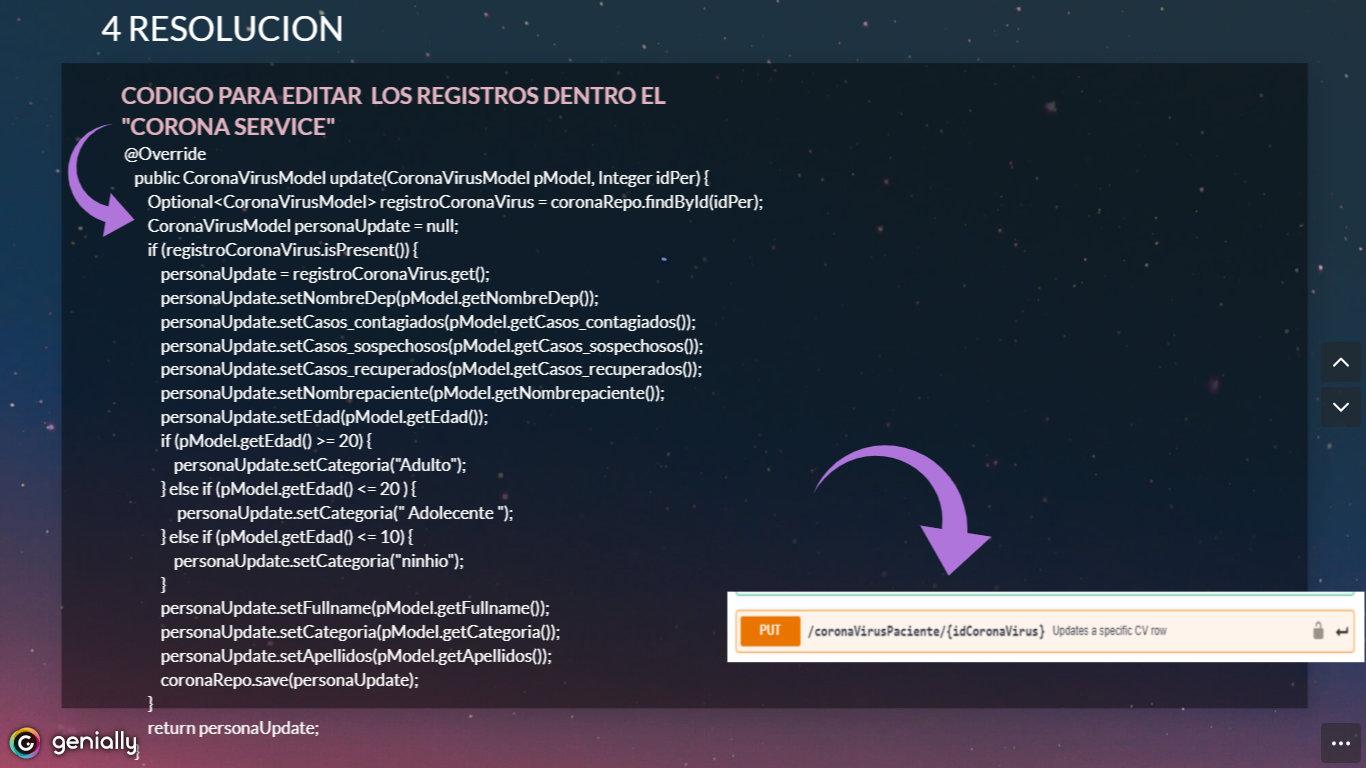 4 RESOLUCION
CODIGO PARA EDITAR LOS REGISTROS DENTRO EL
"CORONA SERVICE"
@Override
public CoronaVirusModel update(CoronaVirusModel pModel, Integer idPer) {
Optional<CoronaVirusModel> registroCoronaVirus = coronaRepo.findById(idPer);
CoronaVirusModel personaUpdate = null;
if (registroCoronaVirus.isPresent()) {
personaUpdate = registroCoronaVirus.get();
personaUpdate.setNombreDep(pModel.getNombreDep());
personaUpdate.setCasos_contagiados(pModel.getCasos_contagiados());
personaUpdate.setCasos_sospechosos(pModel.getCasos_sospechosos());
personaUpdate.setCasos_recuperados(pModel.getCasos_recuperados());
personaUpdate.setNombrepaciente(pModel.getNombrepaciente());
personaUpdate.setEdad(pModel.getEdad());
if (pModel.getEdad() >= 20) {
personaUpdate.setCategoria("Adulto");
} else if (pModel.getEdad() <= 20 ) {
personaUpdate.setCategoria(" Adolecente ");
} else if (pModel.getEdad() <= 10) {
personaUpdate.setCategoria("ninhio");
}
personaUpdate.setFullname(pModel.getFullname());
personaUpdate.setCategoria(pModel.getCategoria());
personaUpdate.setApellidos(pModel.getApellidos());
coronaRepo.save(personaUpdate);
}
return personaUpdate;
}
PUT /coronaVirusPaciente/{idCoronaVirus} Updates a specific CV row
genially